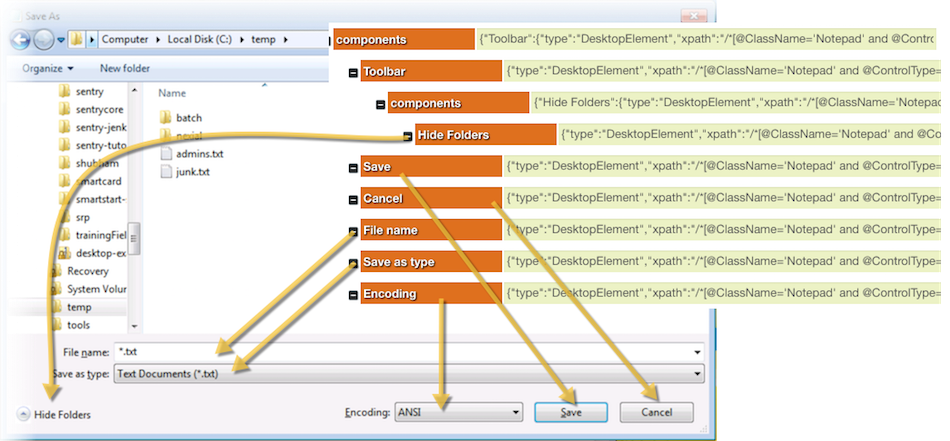 Save As
Computer ▸ Local Disk (C:) ▸ temp ▸
Organize ▾ New folder
sentry
sentrycore
sentry-jenk
sentry-tuto
shubham
smartcard
smartstart-
srp
trainingFiel
desktop-ex
Recovery
System Volu
temp
tools
Name
batch
admins.txt
junk.txt
components {"Toolbar":{"type":"DesktopElement","xpath":"/*[@ClassName='Notepad' and @Contro
Toolbar {"type":"DesktopElement","xpath":"/*[@ClassName='Notepad' and @ControlType=
components {"Hide Folders":{"type":"DesktopElement","xpath":"/*[@ClassName='Notepad
Hide Folders {"type":"DesktopElement","xpath":"/*[@ClassName='Notepad' and @Co
Save {"type":"DesktopElement","xpath":"/*[@ClassName='Notepad' and @ControlType=
Cancel {"type":"DesktopElement","xpath":"/*[@ClassName='Notepad' and @ControlType=
File name {"type":"DesktopElement","xpath":"/*[@ClassName='Notepad' and @ControlType=
Save as type {"type":"DesktopElement","xpath":"/*[@ClassName='Notepad' and @ControlType=
Encoding {"type":"DesktopElement","xpath":"/*[@ClassName='Notepad' and @ControlType=
File name: *.txt
Save as type: Text Documents (*.txt)
Hide Folders Encoding: ANSI Save Cancel